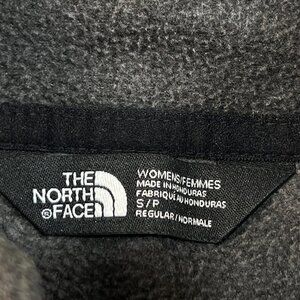 THE
NORTH
FACE
WOMENS/FEMMES
MADE IN HONDURAS
FABRIQUÉ AU HONDURAS
S/P
REGULAR/NORMALE